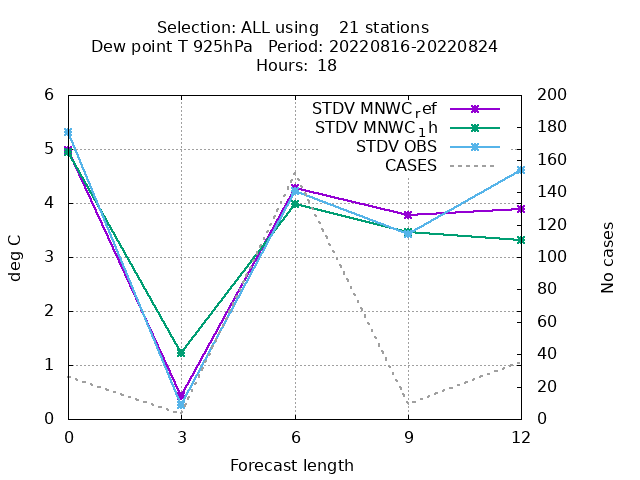 Selection: ALL using    21 stations
Dew point T 925hPa   Period: 20220816-20220824
Hours: 18
STDV MNWC_ref
STDV MNWC_1h
STDV OBS
CASES
6
5
4
3
2
1
0
deg C
200
180
160
140
120
100
80
60
40
20
0
No cases
0 3 6 9 12
Forecast length